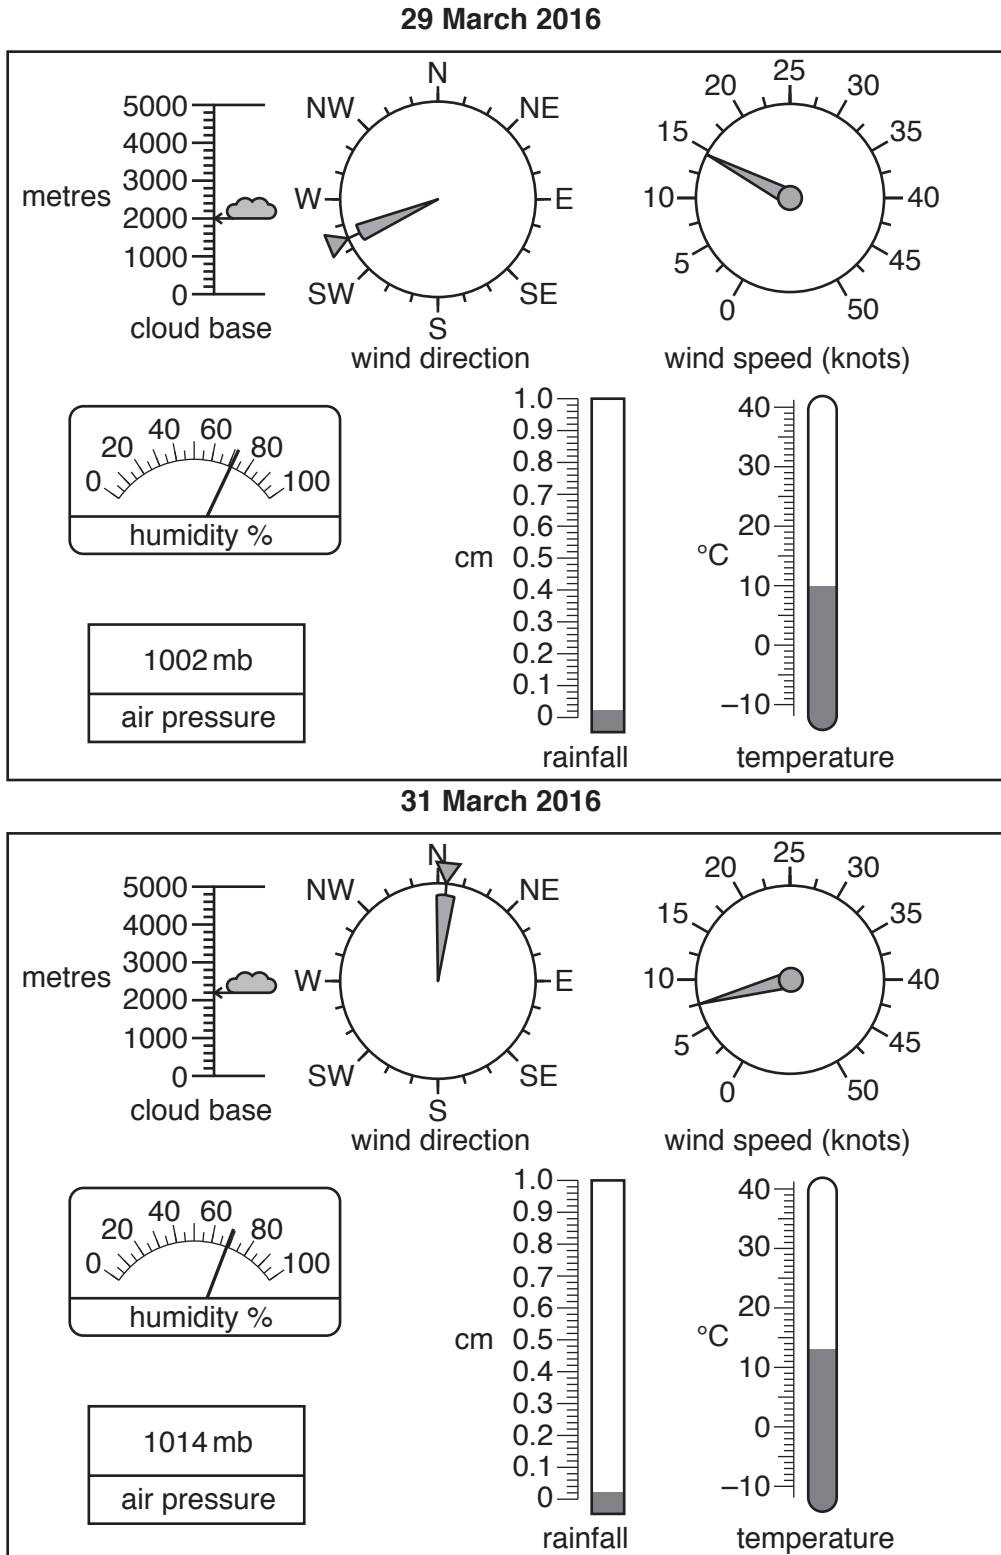 29 March 2016
5000
4000
3000
2000
1000
0
metres
cloud base
N
NE
E
SE
S
SW
W
NW
wind direction
0
5
10
15
20
25
30
35
40
45
50
wind speed (knots)
0
20
40
60
80
100
humidity %
1002 mb
air pressure
1.0
0.9
0.8
0.7
0.6
0.5
0.4
0.3
0.2
0.1
0
cm
rainfall
40
30
20
10
0
–10
°C
temperature
31 March 2016
5000
4000
3000
2000
1000
0
metres
cloud base
N
NE
E
SE
S
SW
W
NW
wind direction
0
5
10
15
20
25
30
35
40
45
50
wind speed (knots)
0
20
40
60
80
100
humidity %
1014 mb
air pressure
1.0
0.9
0.8
0.7
0.6
0.5
0.4
0.3
0.2
0.1
0
cm
rainfall
40
30
20
10
0
–10
°C
temperature